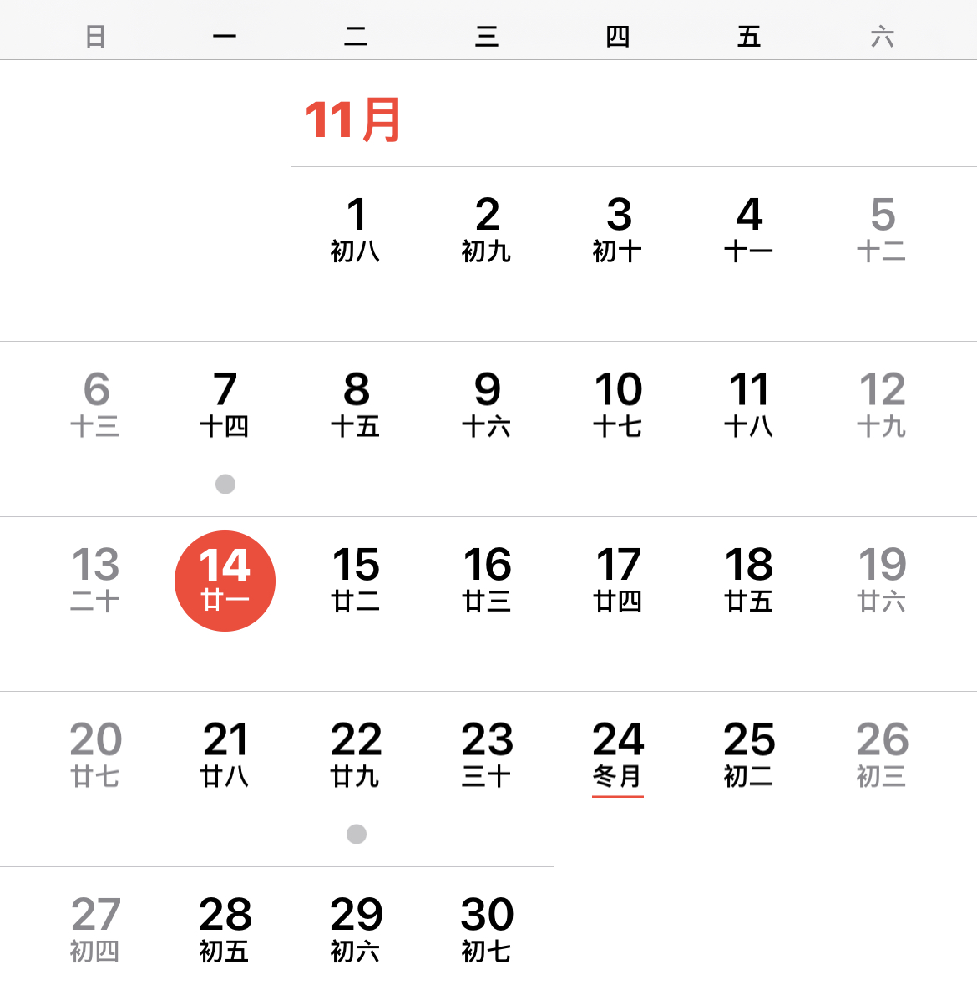 日 一 二 三 四 五 六
11月
1 2 3 4 5
初八 初九 初十 十一 十二
6 7 8 9 10 11 12
十三 十四 十五 十六 十七 十八 十九
13 14 15 16 17 18 19
二十 廿一 廿二 廿三 廿四 廿五 廿六
20 21 22 23 24 25 26
廿七 廿八 廿九 三十 冬月 初二 初三
27 28 29 30
初四 初五 初六 初七